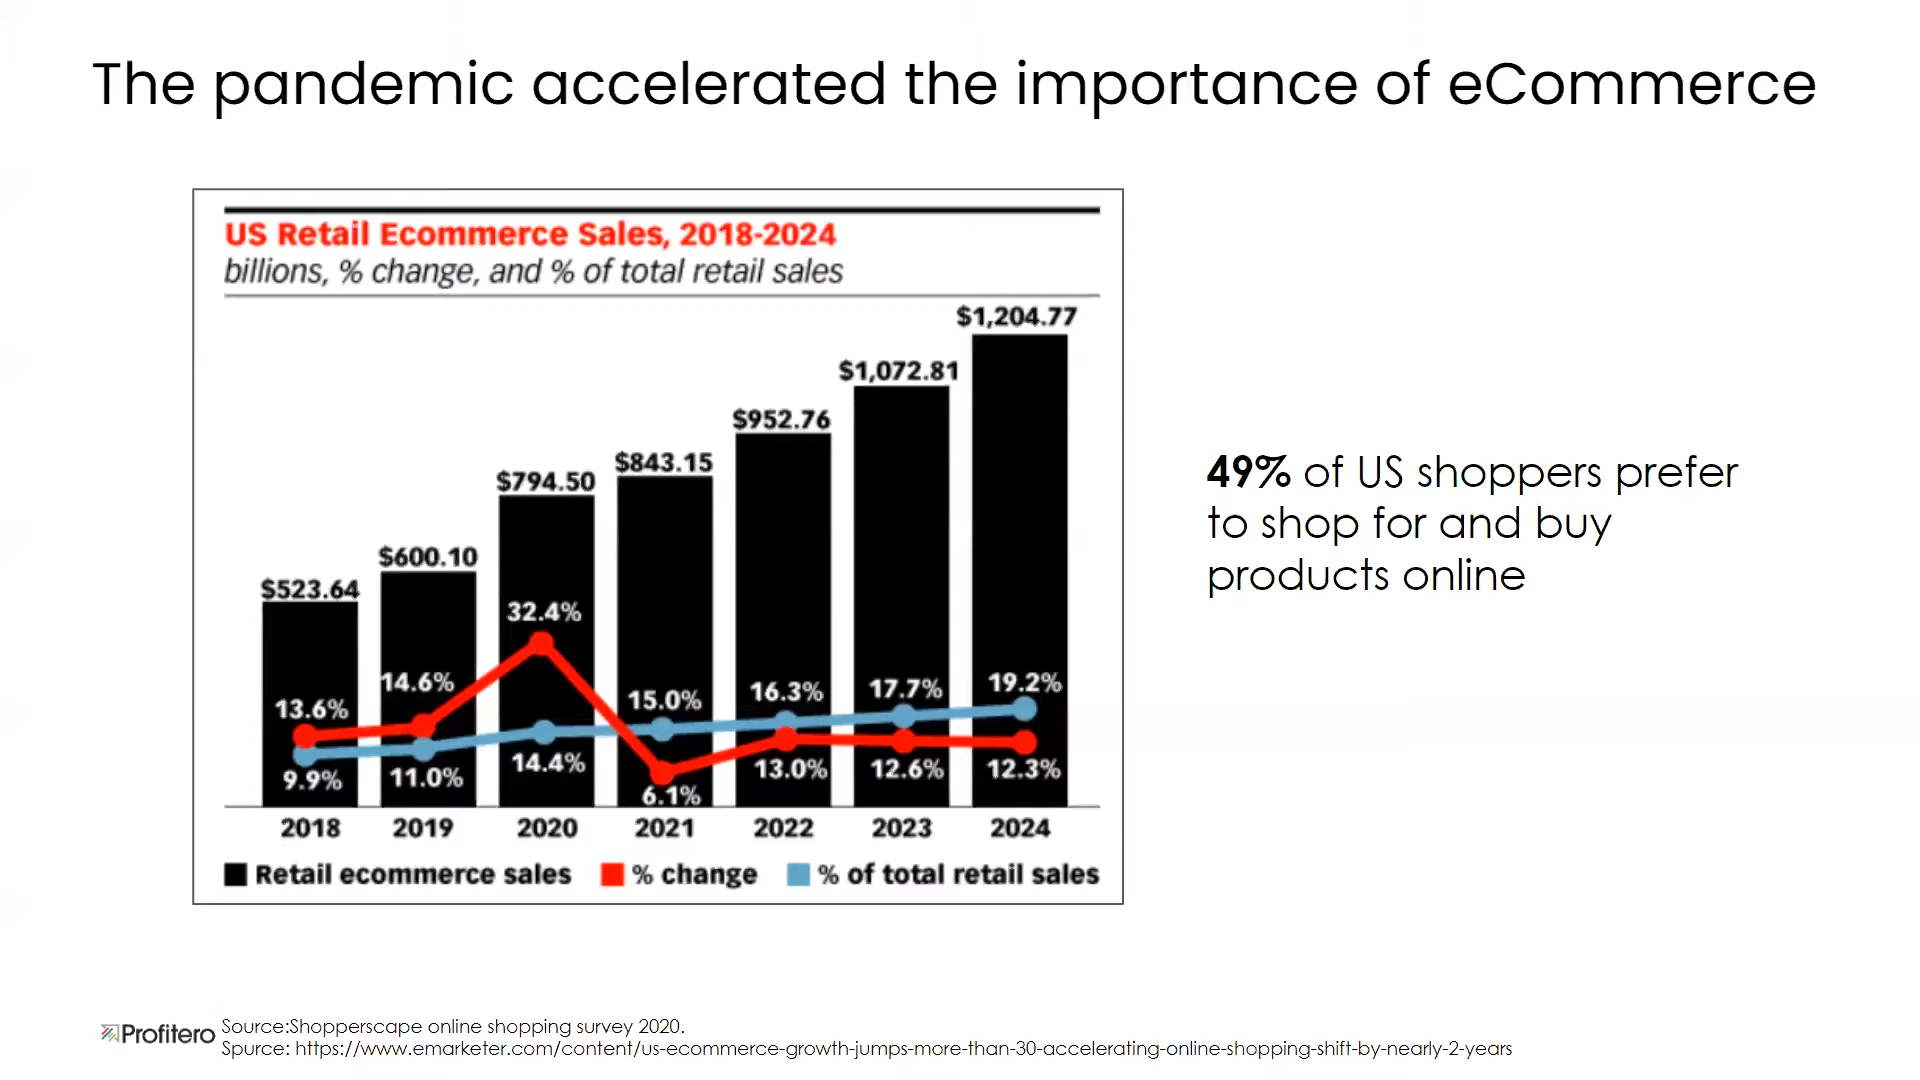 The pandemic accelerated the importance of eCommerce
US Retail Ecommerce Sales, 2018-2024
billions, % change, and % of total retail sales
$1,204.77
$1,072.81
$952.76
$843.15
$794.50
$600.10
$523.64
32.4%
14.6%
13.6%
15.0%
16.3%
17.7%
19.2%
9.9%
11.0%
14.4%
6.1%
13.0%
12.6%
12.3%
2018 2019 2020 2021 2022 2023 2024
Retail ecommerce sales % change % of total retail sales
49% of US shoppers prefer
to shop for and buy
products online
Profitero
Source:Shopperscape online shopping survey 2020.
Spurce: https://www.emarketer.com/content/us-ecommerce-growth-jumps-more-than-30-accelerating-online-shopping-shift-by-nearly-2-years